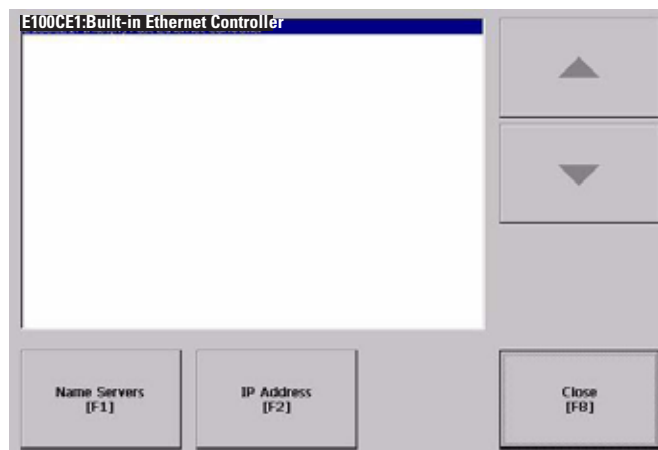 E100CE1:Built-in Ethernet Controller
Name Servers
[F1]
IP Address
[F2]
Close
[F8]